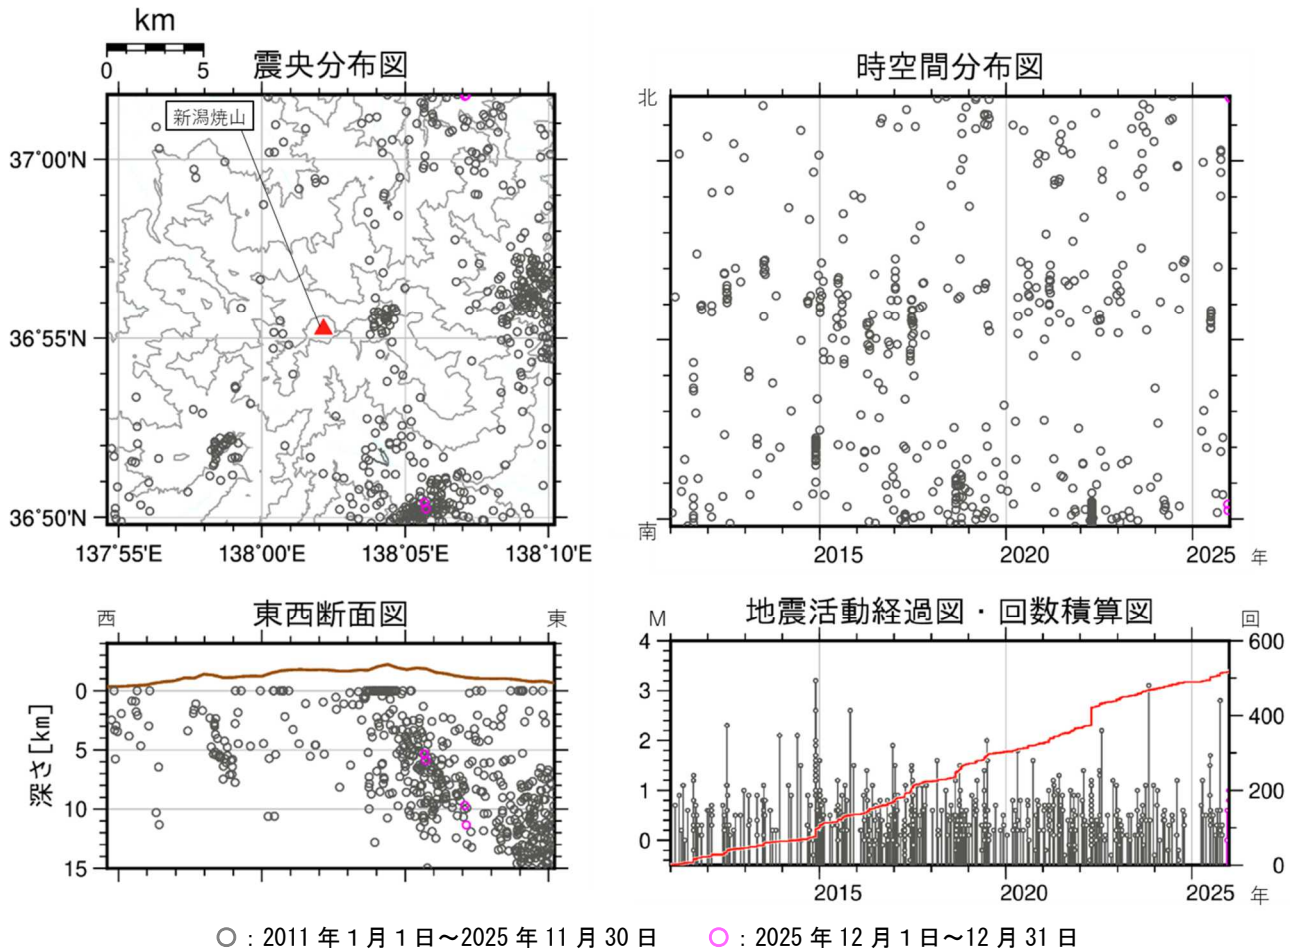 km
0 5
震央分布図
新潟焼山
37°00'N
36°55'N
36°50'N
137°55'E 138°00'E 138°05'E 138°10'E
時空間分布図
北
南
2015 2020 2025 年
東西断面図
西 東
深さ[km]
0
5
10
15
地震活動経過図・回数積算図
M 回
4
3
2
1
0
600
400
200
0
2015 2020 2025 年
○：2011年1月1日～2025年11月30日 ○：2025年12月1日～12月31日